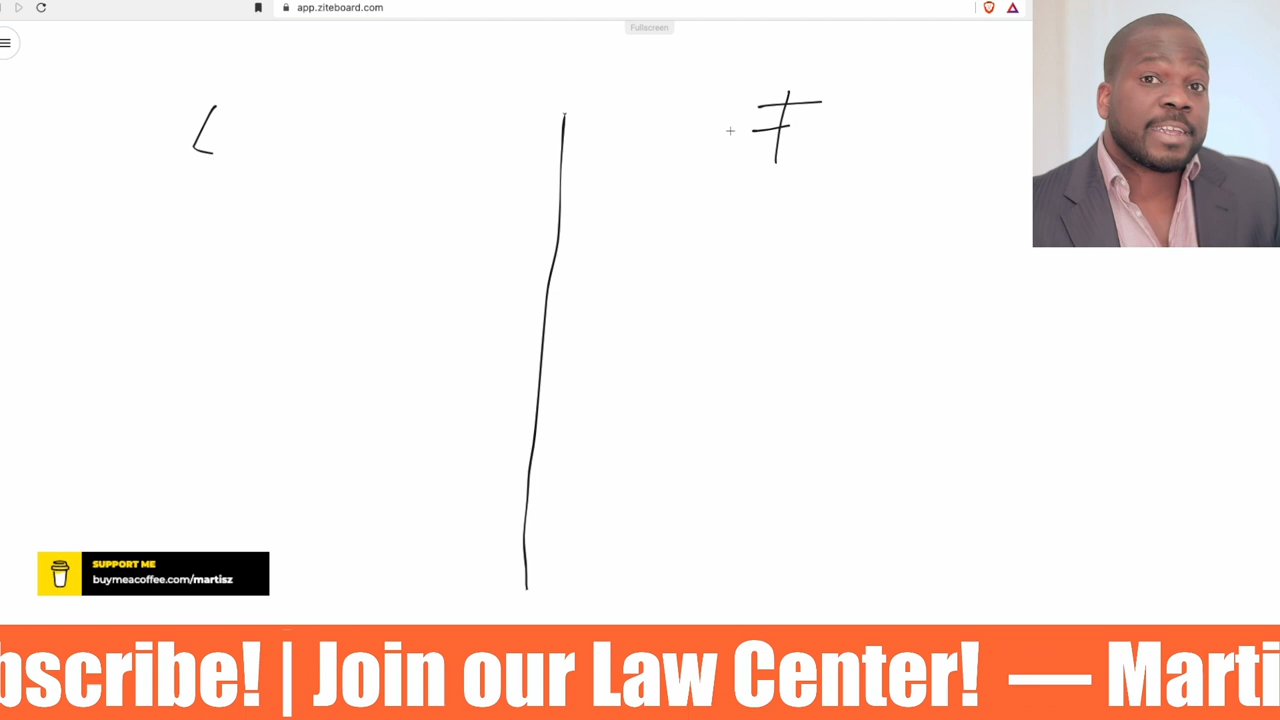 app.ziteboard.com
Fullscreen
L F
SUPPORT ME
buymeacoffee.com/martisz
bscribe! | Join our Law Center! — Marti